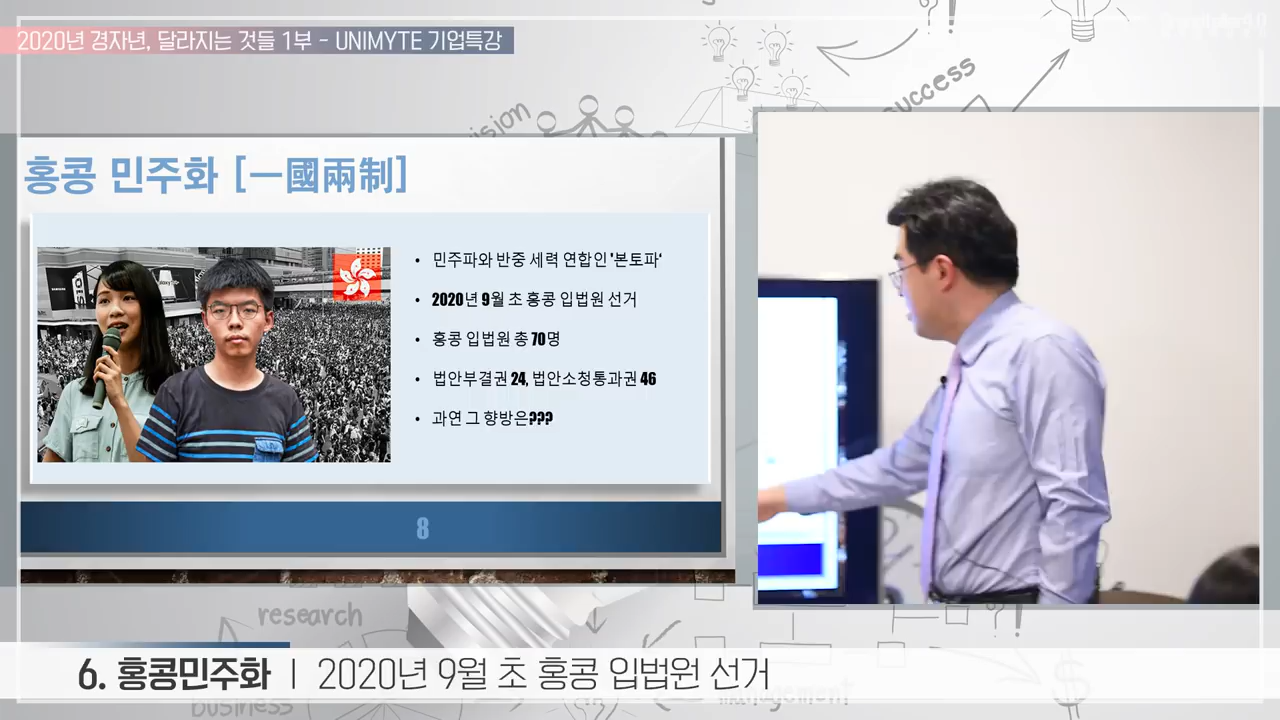 2020년 경자년, 달라지는 것들 1부 - UNIMYTE 기업특강
success
홍콩 민주화 [一國兩制]
• 민주파와 반중 세력 연합인 '본토파'
• 2020년 9월 초 홍콩 입법원 선거
• 홍콩 입법원 총 70명
• 법안부결권 24, 법안소청통과권 46
• 과연 그 향방은???
8
research
6. 홍콩민주화 | 2020년 9월 초 홍콩 입법원 선거
business
management